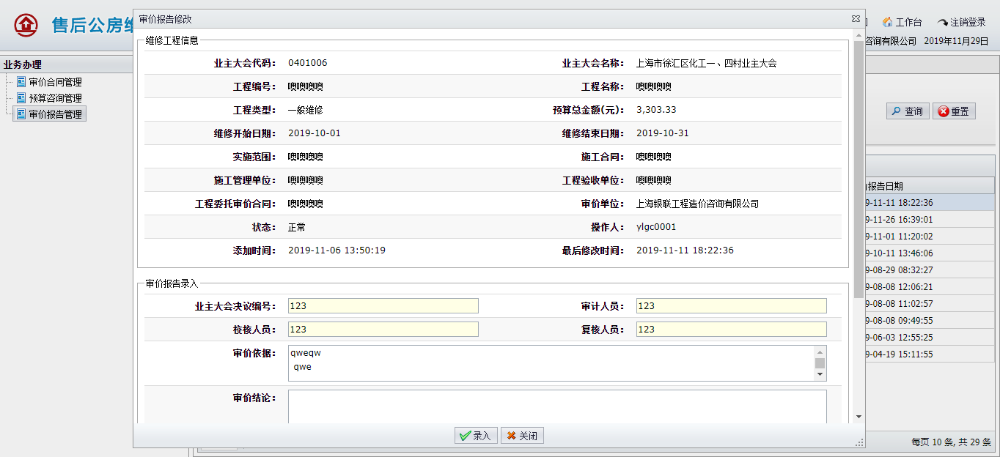 售后公房维
工作台
注销登录
咨询有限公司 2019年11月29日
业务办理
审价合同管理
预算咨询管理
审价报告管理
审价报告修改
维修工程信息
业主大会代码： 0401006 业主大会名称： 上海市徐汇区化工一、四村业主大会
工程编号： 噢噢噢噢 工程名称： 噢噢噢噢
工程类型： 一般维修 预算总金额(元)： 3,303.33
维修开始日期： 2019-10-01 维修结束日期： 2019-10-31
实施范围： 噢噢噢噢 施工合同： 噢噢噢噢
施工管理单位： 噢噢噢噢 工程验收单位： 噢噢噢噢
工程委托审价合同： 噢噢噢噢 审价单位： 上海银联工程造价咨询有限公司
状态： 正常 操作人： ylgc0001
添加时间： 2019-11-06 13:50:19 最后修改时间： 2019-11-11 18:22:36
审价报告录入
业主大会决议编号： 123 审计人员： 123
校核人员： 123 复核人员： 123
审价依据： qweqw
qwe
审价结论：
录入 关闭
查询 重置
报告日期
9-11-11 18:22:36
9-11-26 16:39:01
9-11-01 11:20:02
9-10-11 13:46:06
9-08-29 08:32:27
9-08-08 12:06:21
9-08-08 11:02:57
9-08-08 09:49:55
9-06-03 12:55:25
9-04-19 15:11:55
每页 10 条, 共 29 条